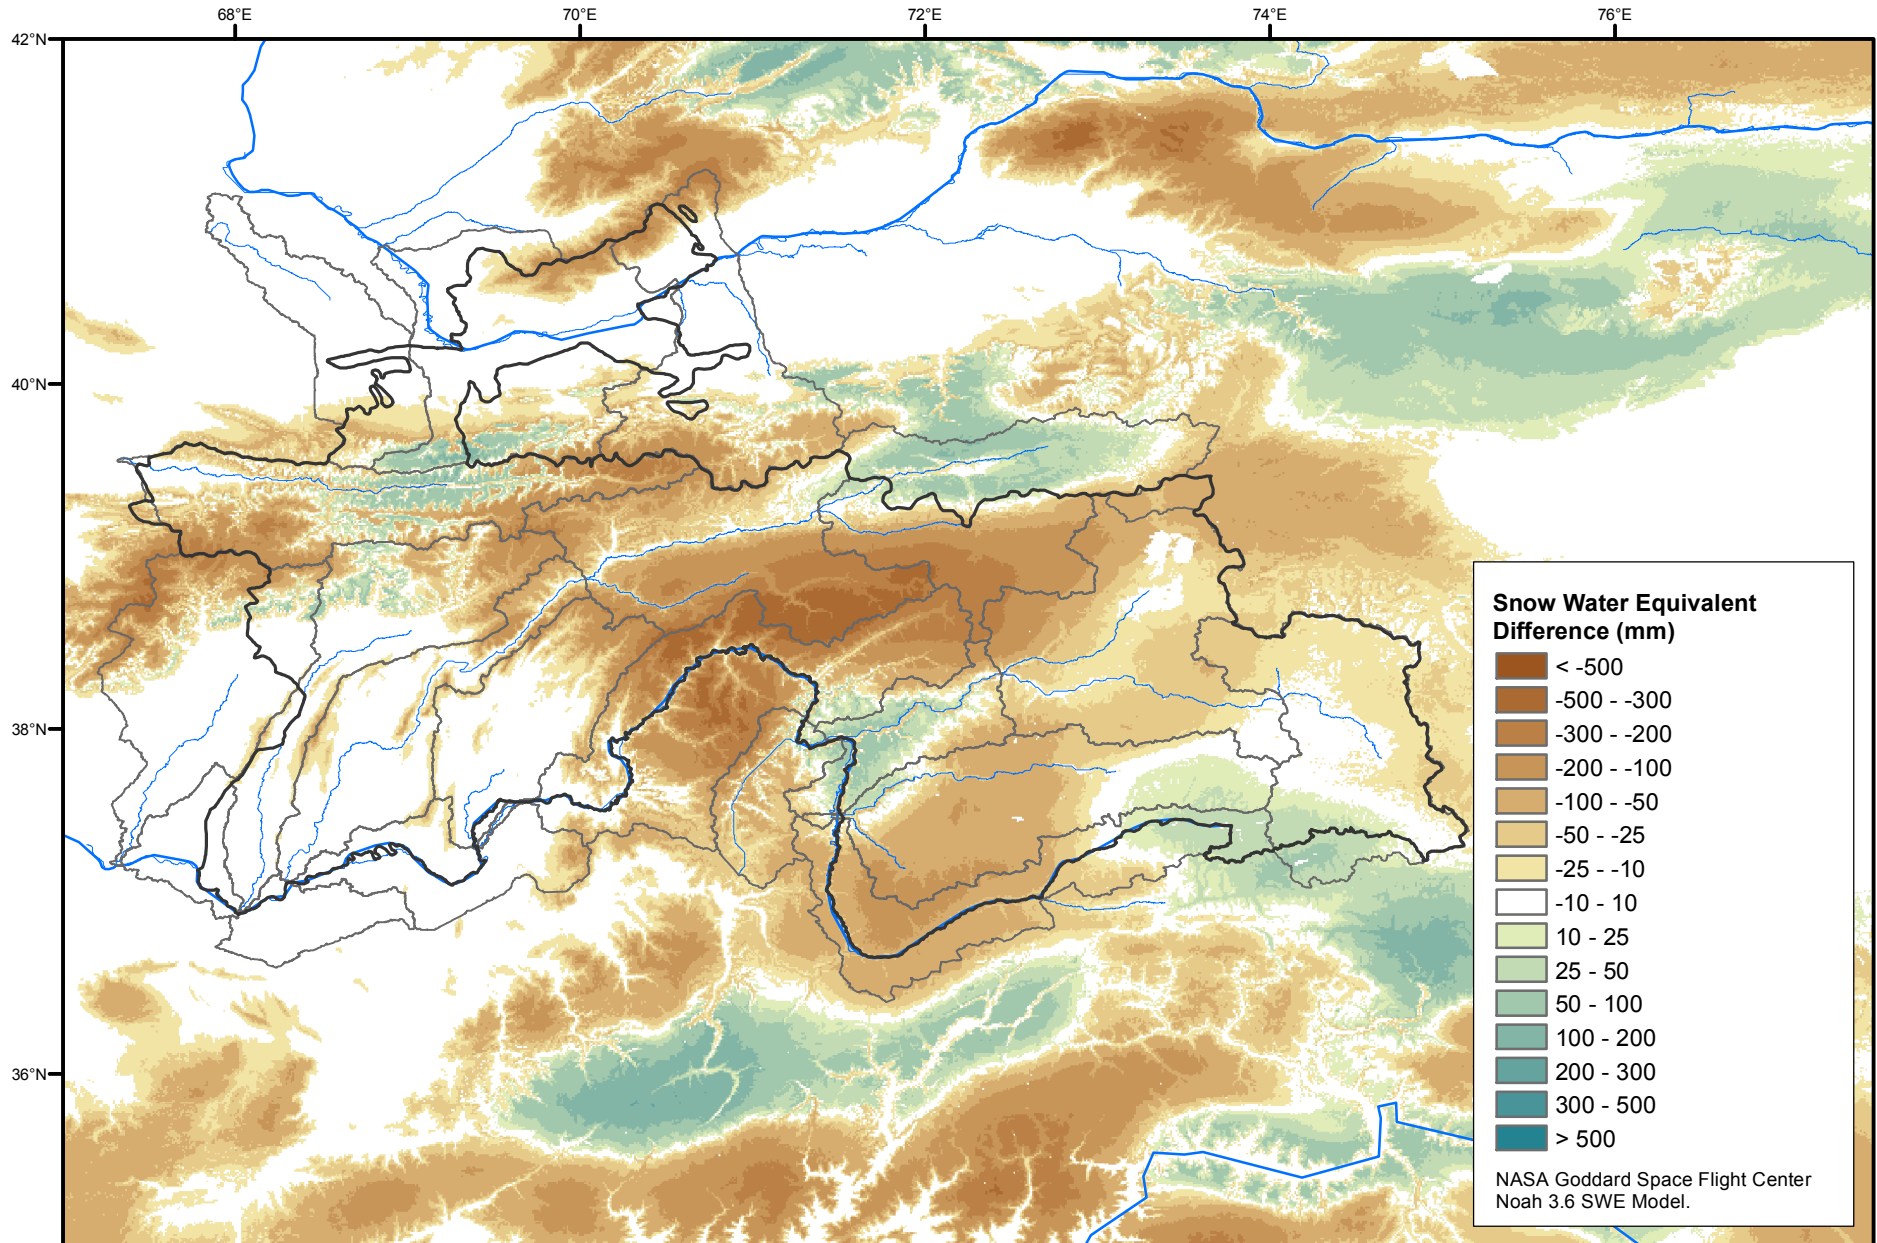 68°E 70°E 72°E 74°E 76°E
42°N
40°N
38°N
36°N
Snow Water Equivalent
Difference (mm)
< -500
-500 - -300
-300 - -200
-200 - -100
-100 - -50
-50 - -25
-25 - -10
-10 - 10
10 - 25
25 - 50
50 - 100
100 - 200
200 - 300
300 - 500
> 500
NASA Goddard Space Flight Center
Noah 3.6 SWE Model.